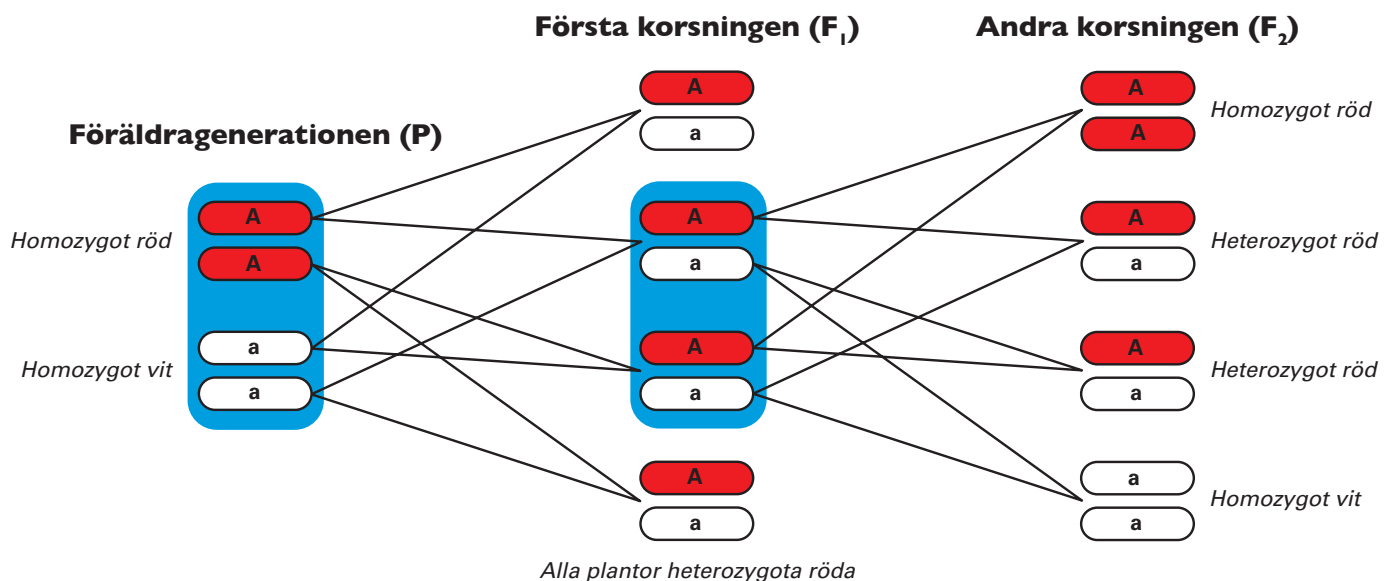 Första korsningen (F₁)
Andra korsningen (F₂)
Föräldragenerationen (P)
Homozygot röd
A
A
a
a
Homozygot vit
A
a
A
a
A
a
A
a
Alla plantor heterozygota röda
A
A
Homozygot röd
A
a
Heterozygot röd
A
a
Heterozygot röd
a
a
Homozygot vit